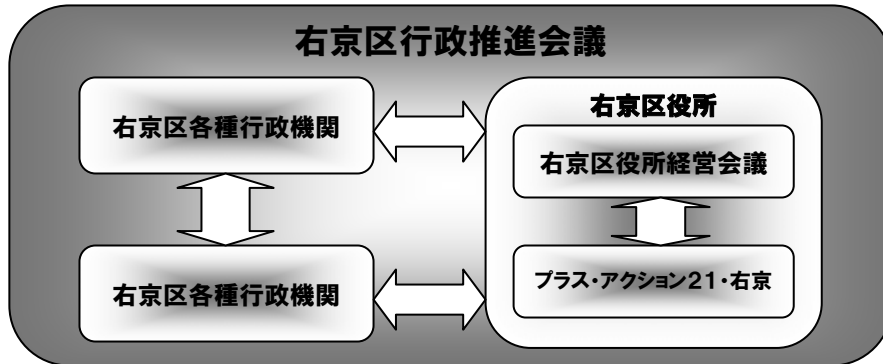 右京区行政推進会議
右京区各種行政機関
右京区役所
右京区役所経営会議
右京区各種行政機関
プラス・アクション21・右京